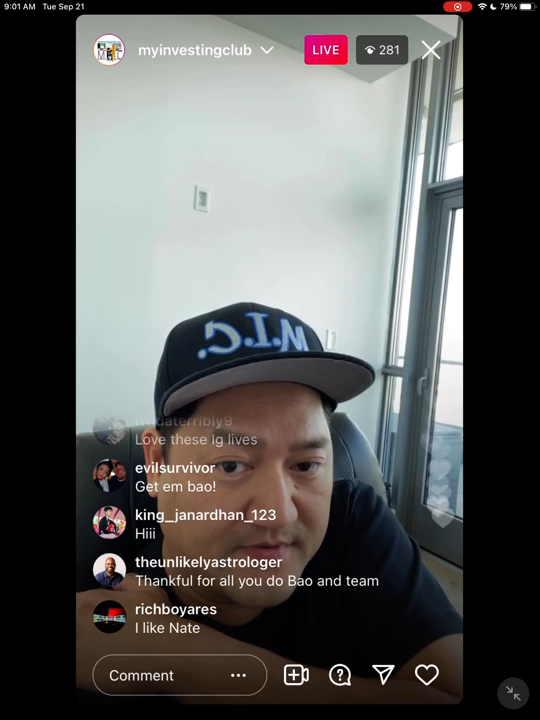 9:01 AM Tue Sep 21
79%
myinvestingclub
LIVE
281
M.I.C.
Love these Ig lives
evilsurvivor
Get em bao!
king_janardhan_123
Hiii
theunlikelyastrologer
Thankful for all you do Bao and team
richboyares
I like Nate
Comment